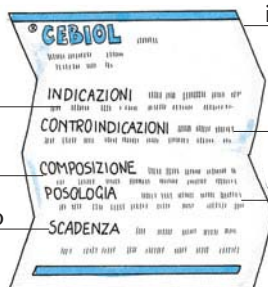 ® CEBIOL
INDICAZIONI
CONTROINDICAZIONI
COMPOSIZIONE
POSOLOGIA
SCADENZA